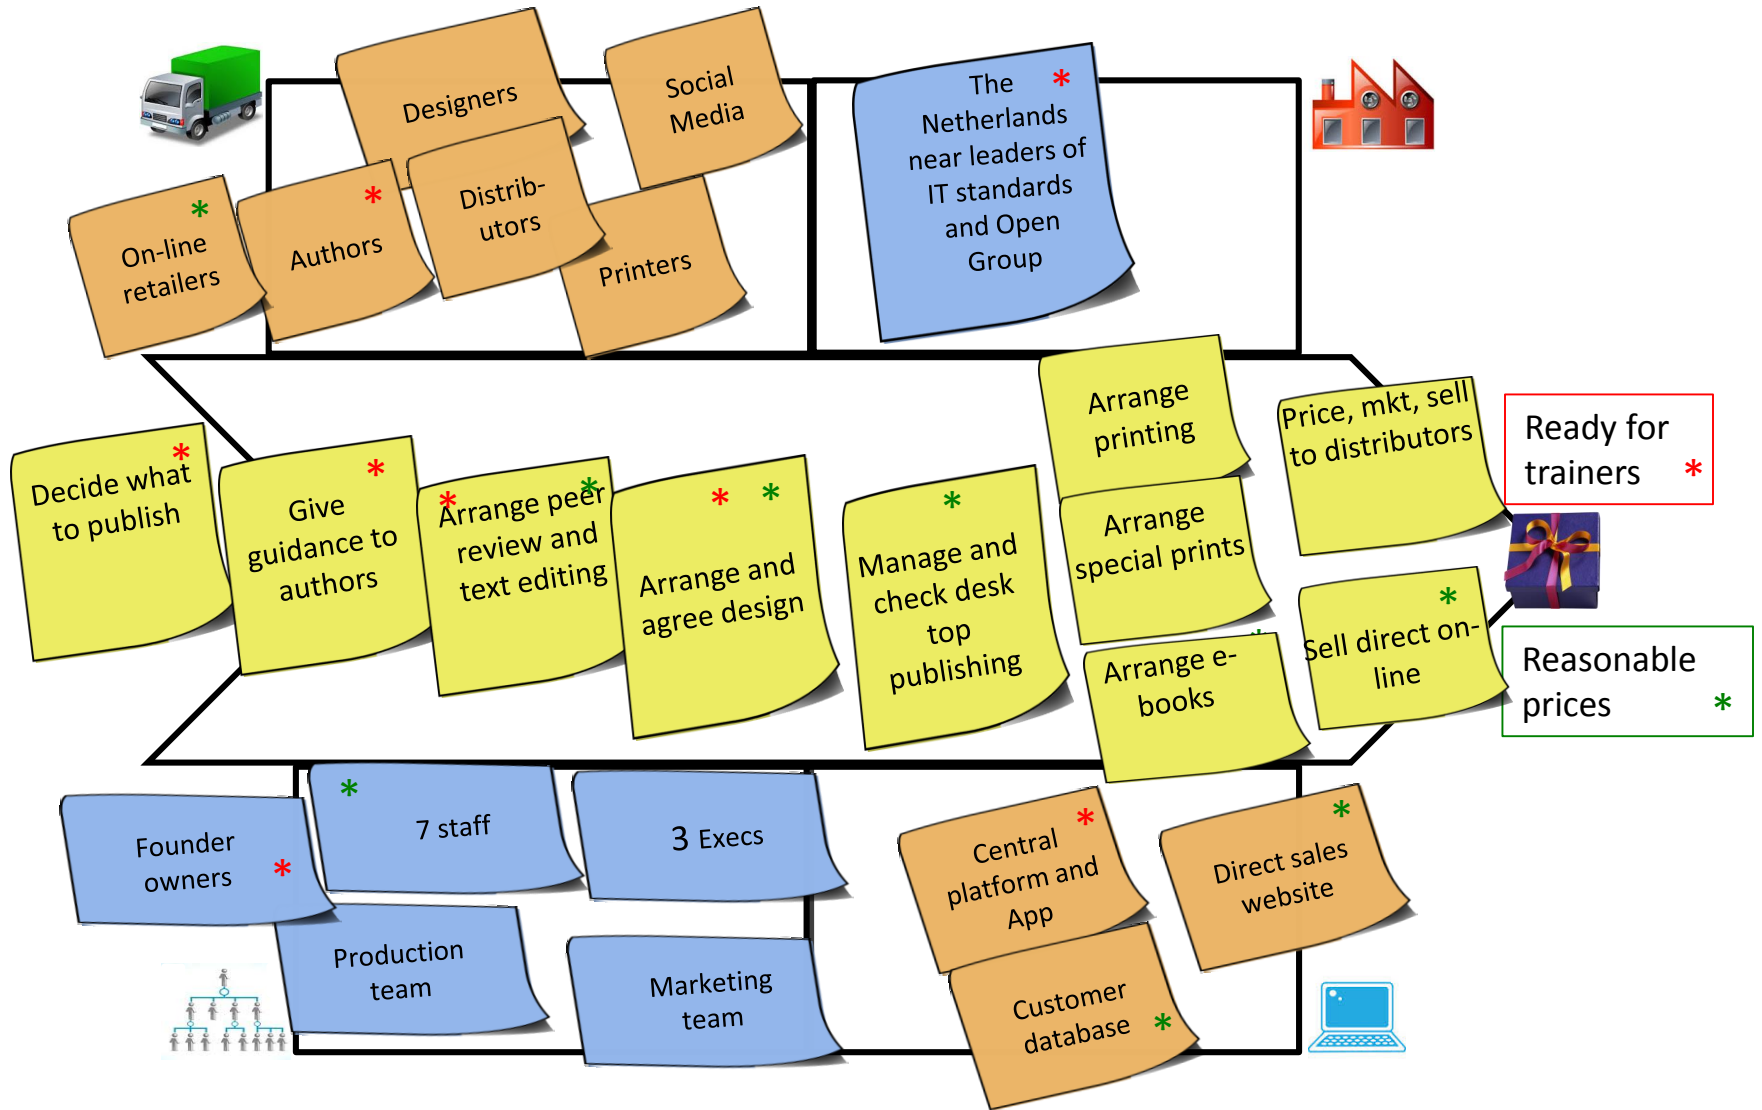 Designers
Social
Media
The *
Netherlands
near leaders of
IT standards
and Open
Group
*
On-line
retailers
*
Authors
Distrib-
utors
Printers
*
Decide what
to publish
*
Give
guidance to
authors
* *
Arrange peer
review and
text editing
* *
Arrange and
agree design
*
Manage and
check desk
top
publishing
Arrange
printing
Arrange
special prints
*
Arrange e-
books
Price, mkt, sell
to distributors
*
Sell direct on-
line
Ready for
trainers *
Reasonable
prices *
Founder
owners *
*
7 staff
3 Execs
Production
team
Marketing
team
*
Central
platform and
App
*
Direct sales
website
Customer
database *